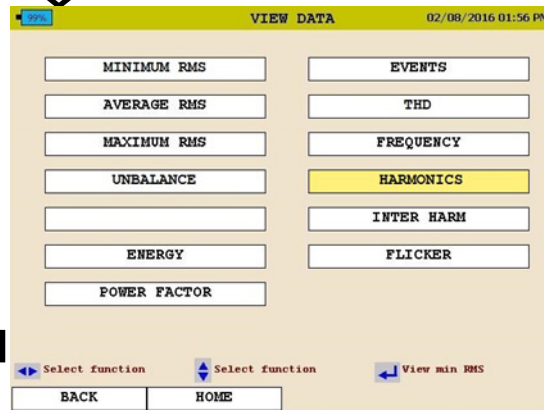 99%
VIEW DATA
02/08/2016 01:56 PM
MINIMUM RMS
EVENTS
AVERAGE RMS
THD
MAXIMUM RMS
FREQUENCY
UNBALANCE
HARMONICS
INTER HARM
ENERGY
FLICKER
POWER FACTOR
Select function
Select function
View min RMS
BACK
HOME